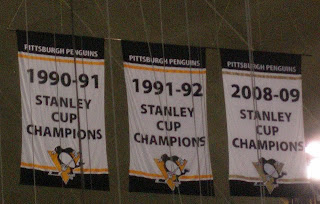 PITTSBURGH PENGUINS
1990-91
STANLEY
CUP
CHAMPIONS
PITTSBURGH PENGUINS
1991-92
STANLEY
CUP
CHAMPIONS
PITTSBURGH PENGUINS
2008-09
STANLEY
CUP
CHAMPIONS